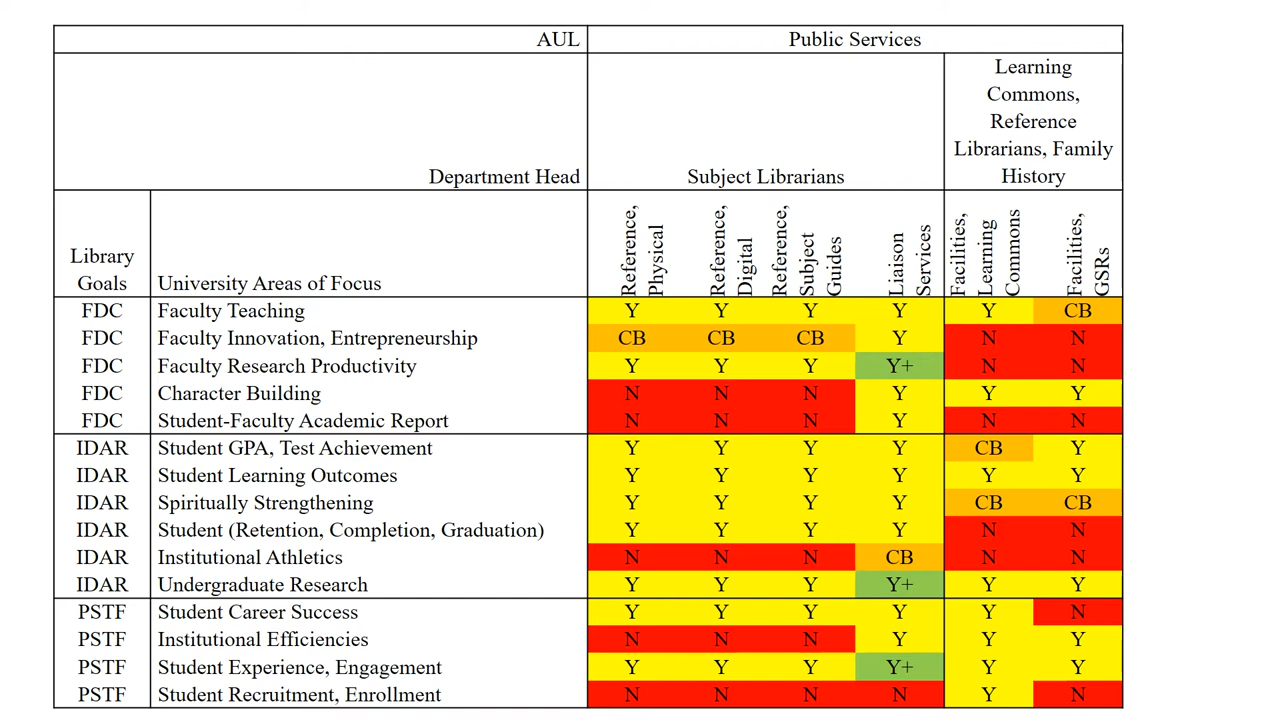 AUL Public Services
Department Head Subject Librarians Learning Commons, Reference Librarians, Family History
Library Goals University Areas of Focus Reference, Physical Reference, Digital Reference, Subject Guides Liaison Services Facilities, Learning Commons Facilities, GSRs
FDC Faculty Teaching Y Y Y Y Y CB
FDC Faculty Innovation, Entrepreneurship CB CB CB Y N N
FDC Faculty Research Productivity Y Y Y Y+ N N
FDC Character Building N N N Y Y Y
FDC Student-Faculty Academic Report N N N Y N N
IDAR Student GPA, Test Achievement Y Y Y Y CB Y
IDAR Student Learning Outcomes Y Y Y Y Y Y
IDAR Spiritually Strengthening Y Y Y Y CB CB
IDAR Student (Retention, Completion, Graduation) Y Y Y Y N N
IDAR Institutional Athletics N N N CB N N
IDAR Undergraduate Research Y Y Y Y+ Y Y
PSTF Student Career Success Y Y Y Y Y N
PSTF Institutional Efficiencies N N N Y Y Y
PSTF Student Experience, Engagement Y Y Y Y+ Y Y
PSTF Student Recruitment, Enrollment N N N N Y N